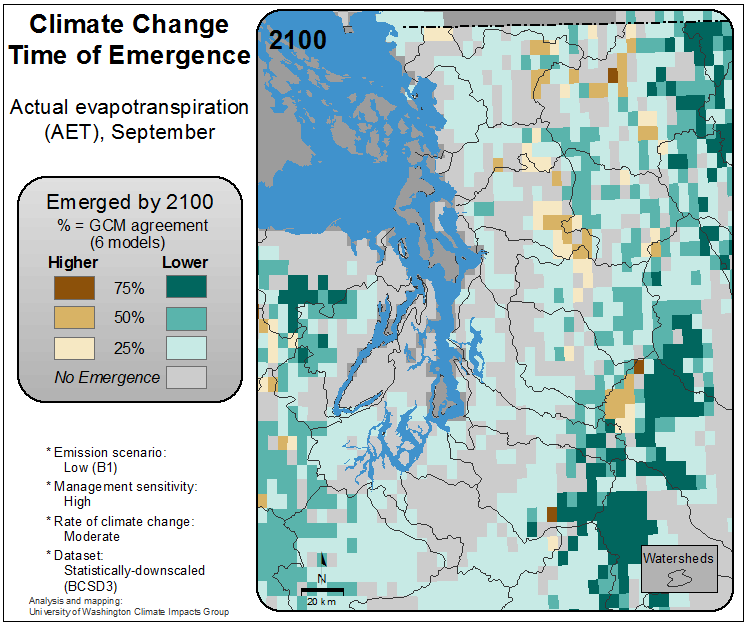 Climate Change
Time of Emergence
Actual evapotranspiration
(AET), September
Emerged by 2100
% = GCM agreement
(6 models)
Higher Lower
75%
50%
25%
No Emergence
* Emission scenario:
Low (B1)
* Management sensitivity:
High
* Rate of climate change:
Moderate
* Dataset:
Statistically-downscaled
(BCSD3)
Analysis and mapping:
University of Washington Climate Impacts Group
2100
N
20 km
Watersheds